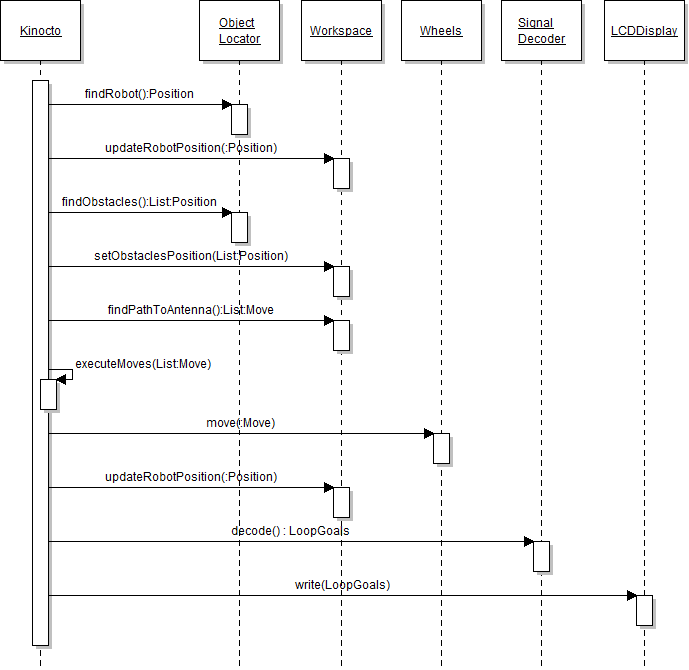 Kinocto
Object
Locator
Workspace
Wheels
Signal
Decoder
LCDDisplay
findRobot():Position
updateRobotPosition(:Position)
findObstacles():List:Position
setObstaclesPosition(List:Position)
findPathToAntenna():List:Move
executeMoves(List:Move)
move(:Move)
updateRobotPosition(:Position)
decode() : LoopGoals
write(LoopGoals)